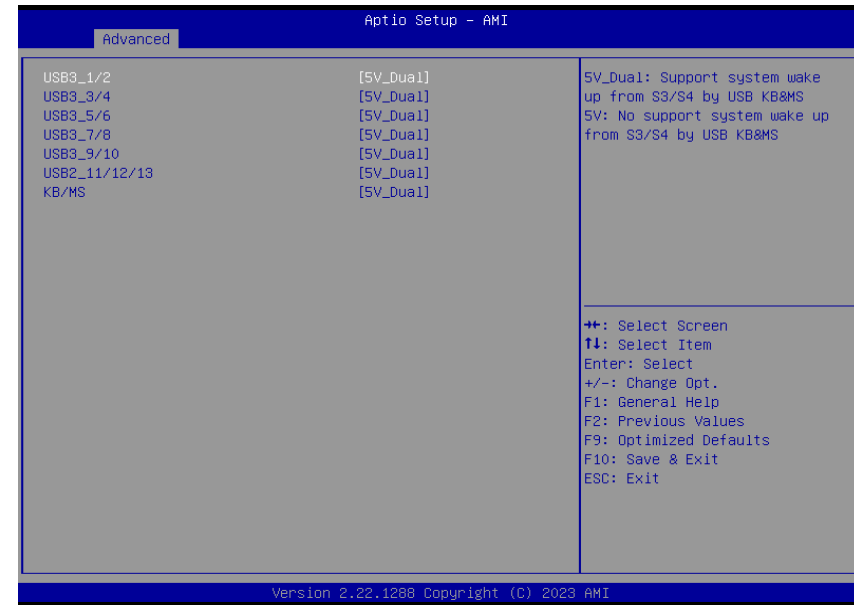 Aptio Setup – AMI
Advanced
USB3_1/2 [5V_Dual]
USB3_3/4 [5V_Dual]
USB3_5/6 [5V_Dual]
USB3_7/8 [5V_Dual]
USB3_9/10 [5V_Dual]
USB2_11/12/13 [5V_Dual]
KB/MS [5V_Dual]
5V_Dual: Support system wake
up from S3/S4 by USB KB&MS
5V: No support system wake up
from S3/S4 by USB KB&MS
→←: Select Screen
↑↓: Select Item
Enter: Select
+/-: Change Opt.
F1: General Help
F2: Previous Values
F9: Optimized Defaults
F10: Save & Exit
ESC: Exit
Version 2.22.1288 Copyright (C) 2023 AMI